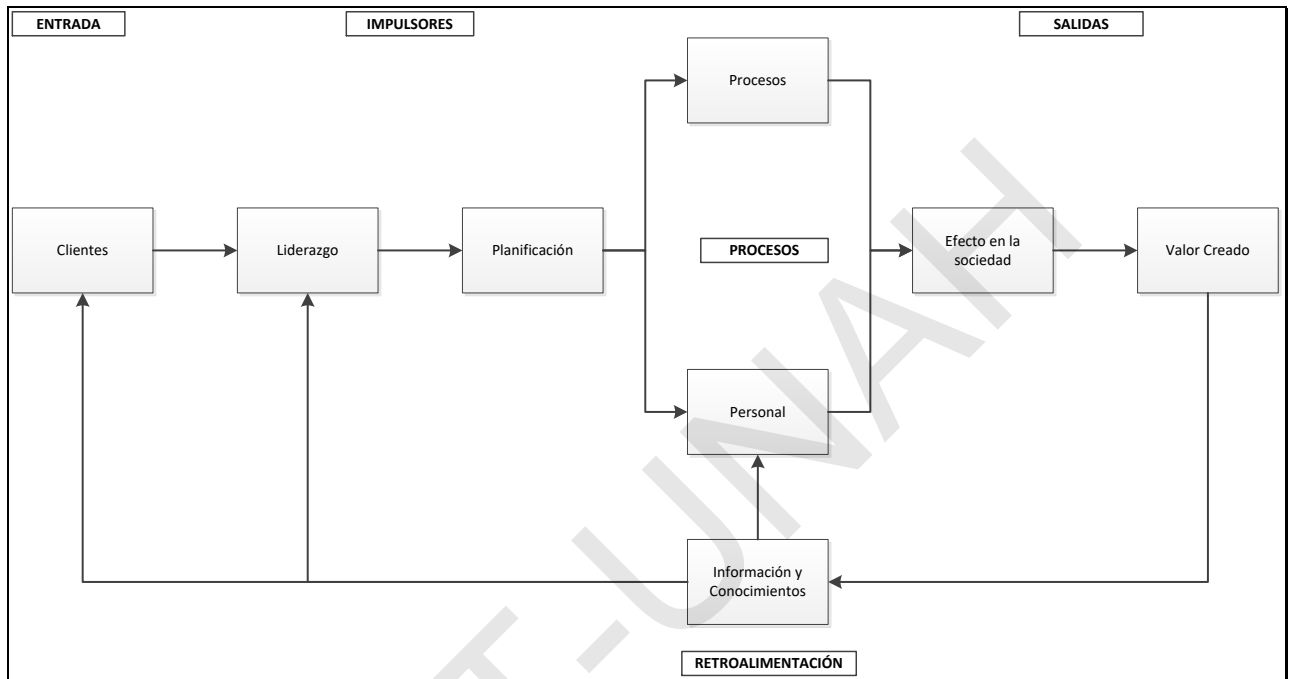 ENTRADA
IMPULSORES
SALIDAS
Procesos
Clientes
Liderazgo
Planificación
PROCESOS
Efecto en la
sociedad
Valor Creado
Personal
Información y
Conocimientos
RETROALIMENTACIÓN
T-UNAH